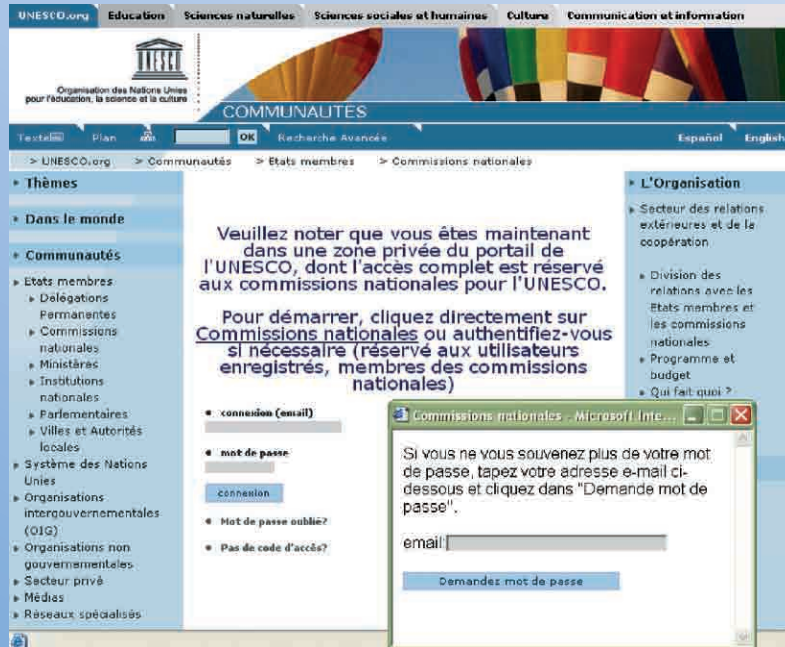 UNESCO.org Education Sciences naturelles Sciences sociales et humaines Culture Communication et information
UNESCO
Organisation des Nations Unies
pour l'éducation, la science et la culture
COMMUNAUTES
Texte Plan OK Recherche Avancée Español English
> UNESCO.org > Communautés > Etats membres > Commissions nationales
Thèmes
Dans le monde
Communautés
Etats membres
Délégations
Permanentes
Commissions
nationales
Ministères
Institutions
nationales
Parlementaires
Villes et Autorités
locales
Système des Nations
Unies
Organisations
intergouvernementales
(OIG)
Organisations non
gouvernementales
Secteur privé
Médias
Réseaux spécialisés
Veuillez noter que vous êtes maintenant
dans une zone privée du portail de
l'UNESCO, dont l'accès complet est réservé
aux commissions nationales pour l'UNESCO.
Pour démarrer, cliquez directement sur
Commissions nationales ou authentifiez-vous
si nécessaire (réservé aux utilisateurs
enregistrés, membres des commissions
nationales)
connexion (email)
mot de passe
connexion
Mot de passe oublié?
Pas de code d'accès?
L'Organisation
Secteur des relations
extérieures et de la
coopération
Division des
relations avec les
Etats membres et
les commissions
nationales
Programme et
budget
Qui fait quoi ?
Commissions nationales - Microsoft Inte...
Si vous ne vous souvenez plus de votre mot
de passe, tapez votre adresse e-mail ci-
dessous et cliquez dans "Demande mot de
passe".
email:
Demandez mot de passe